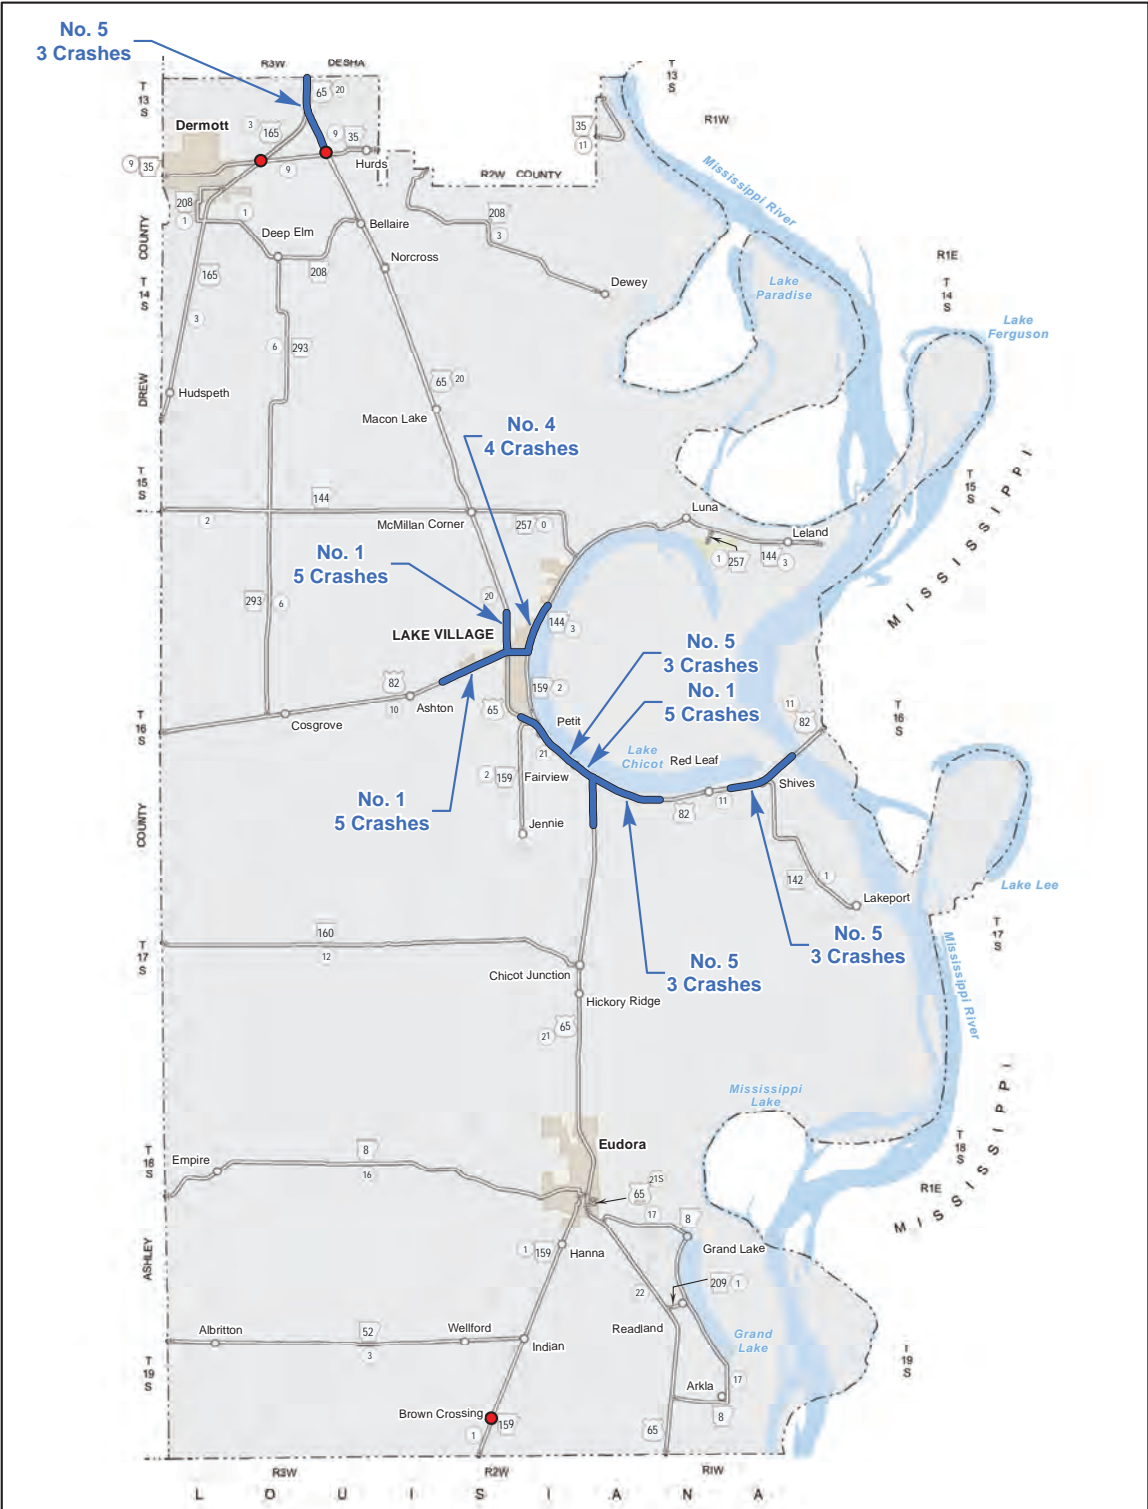 No. 5
3 Crashes
R3W
DESHA
T
13
S
T
13
S
65
20
35
11
R1W
Dermott
3
165
9
35
Hurds
9
35
9
R2W COUNTY
Mississippi River
208
1
1
208
3
COUNTY
Deep Elm
Bellaire
Norcross
R1E
165
208
Dewey
Lake
Paradise
T
14
S
T
14
S
3
6
293
Lake
Ferguson
DREW
Hudspeth
65
20
Macon Lake
No. 4
4 Crashes
T
15
S
T
15
S
MISSISSIPPI
144
2
McMillan Corner
257
0
Luna
Leland
1
257
144
3
No. 1
5 Crashes
293
6
20
LAKE VILLAGE
144
3
No. 5
3 Crashes
82
10
Ashton
65
159
2
No. 1
5 Crashes
11
82
T
16
S
T
16
S
Cosgrove
Petit
21
Lake
Chicot
Red Leaf
2
159
Fairview
Shives
No. 1
5 Crashes
11
82
Jennie
COUNTY
142
1
Lakeport
Lake Lee
160
12
T
17
S
T
17
S
No. 5
3 Crashes
No. 5
3 Crashes
Mississippi River
Chicot Junction
Hickory Ridge
21
65
Mississippi
Lake
MISSISSIPPI
Eudora
8
16
Empire
T
18
S
T
18
S
21S
65
R1E
17
8
ASHLEY
1
159
Hanna
Grand Lake
209
1
22
Albritton
52
3
Wellford
Indian
Readland
Grand
Lake
T
19
S
T
19
S
Arkla
17
8
Brown Crossing
159
1
65
R3W
R2W
R1W
LOUISIANA